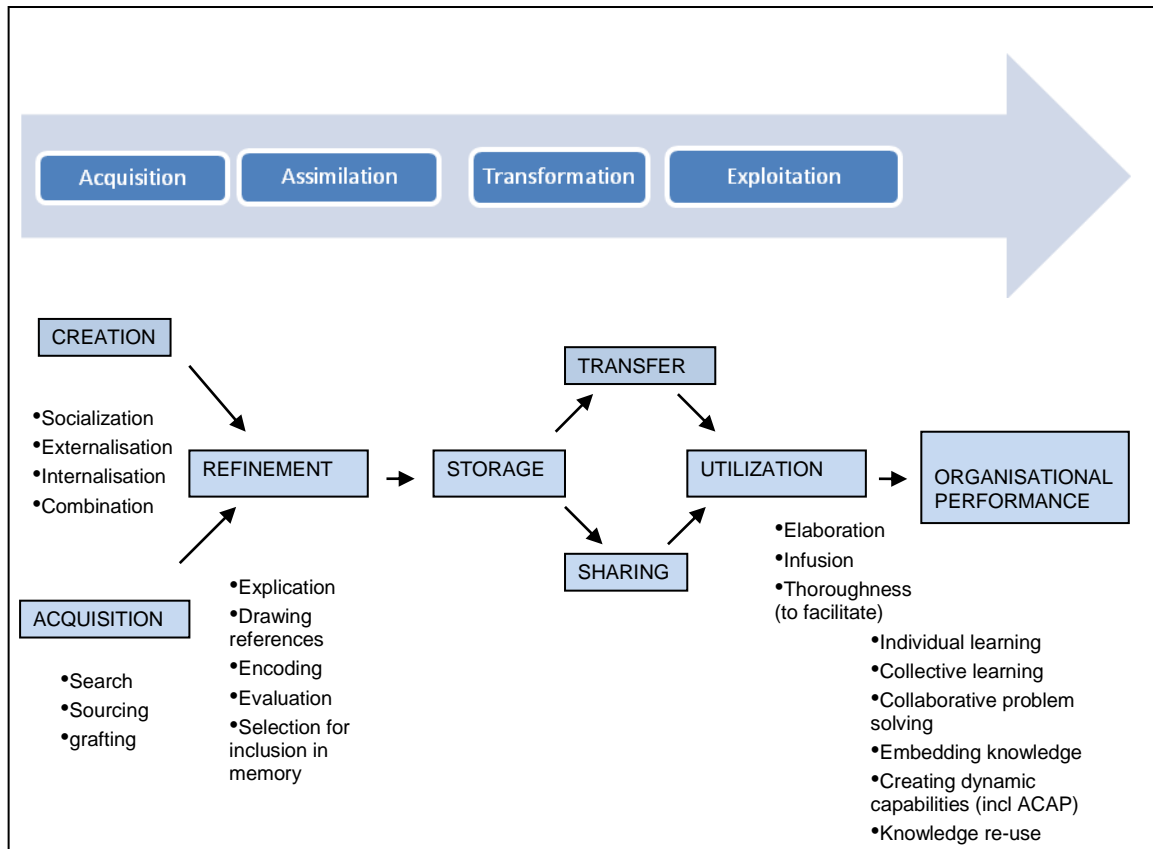 Acquisition
Assimilation
Transformation
Exploitation
CREATION
•Socialization
•Externalisation
•Internalisation
•Combination
ACQUISITION
•Search
•Sourcing
•grafting
REFINEMENT
•Explication
•Drawing
references
•Encoding
•Evaluation
•Selection for
inclusion in
memory
STORAGE
TRANSFER
SHARING
UTILIZATION
•Elaboration
•Infusion
•Thoroughness
(to facilitate)
•Individual learning
•Collective learning
•Collaborative problem
solving
•Embedding knowledge
•Creating dynamic
capabilities (incl ACAP)
•Knowledge re-use
ORGANISATIONAL
PERFORMANCE